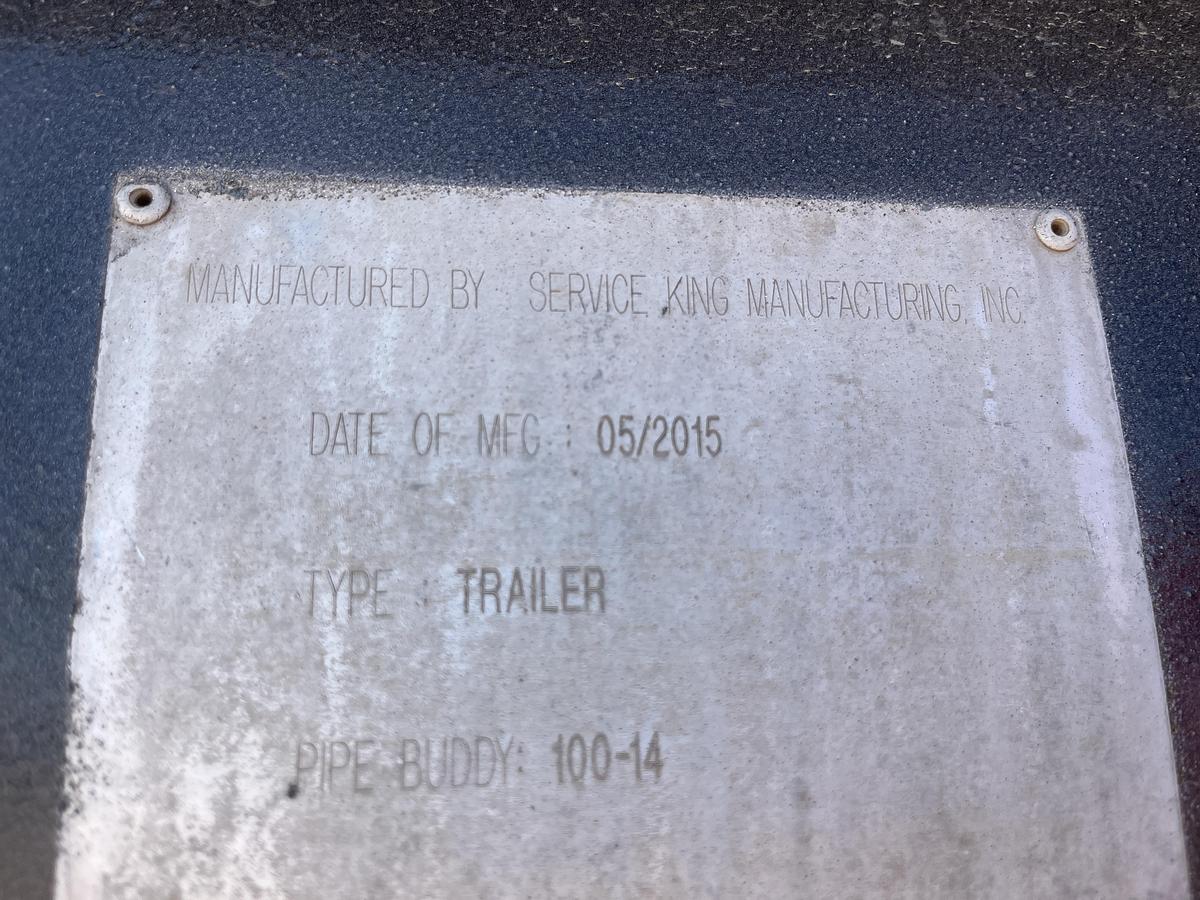 MANUFACTURED BY SERVICE KING MANUFACTURING, INC.
DATE OF MFG : 05/2015
TYPE : TRAILER
PIPE BUDDY: 100-14